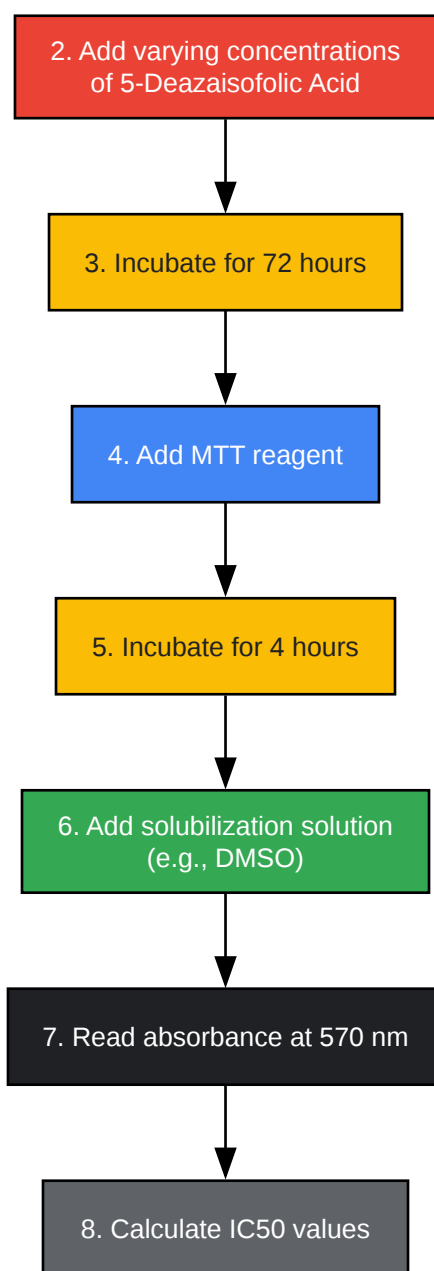 2. Add varying concentrations
of 5-Deazaisofolic Acid
3. Incubate for 72 hours
4. Add MTT reagent
5. Incubate for 4 hours
6. Add solubilization solution
(e.g., DMSO)
7. Read absorbance at 570 nm
8. Calculate IC50 values